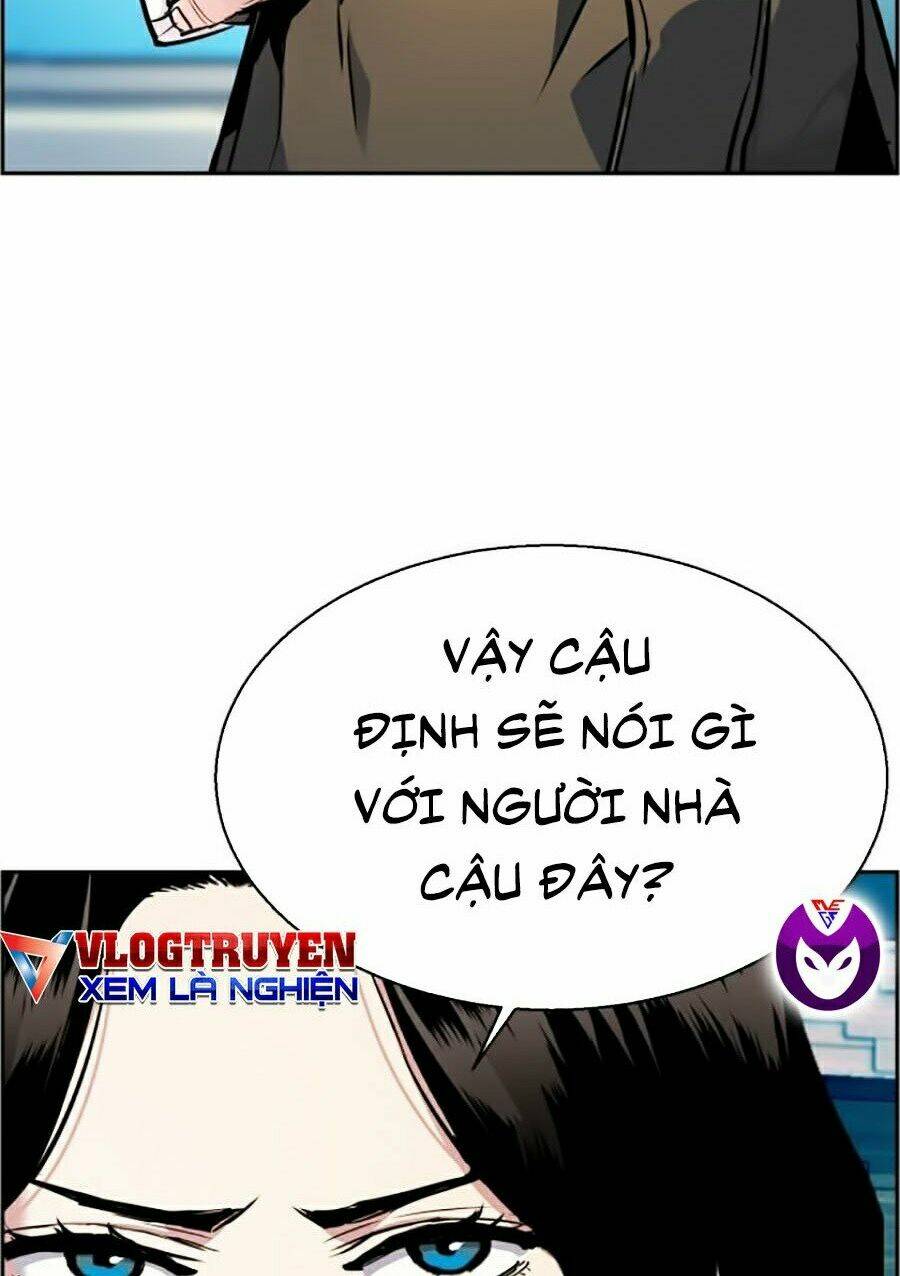 VẬY CẬU
ĐỊNH SẼ NÓI GÌ
VỚI NGƯỜI NHÀ
CẬU ĐÂY?
VLOGTRUYEN
XEM LÀ NGHIỆN